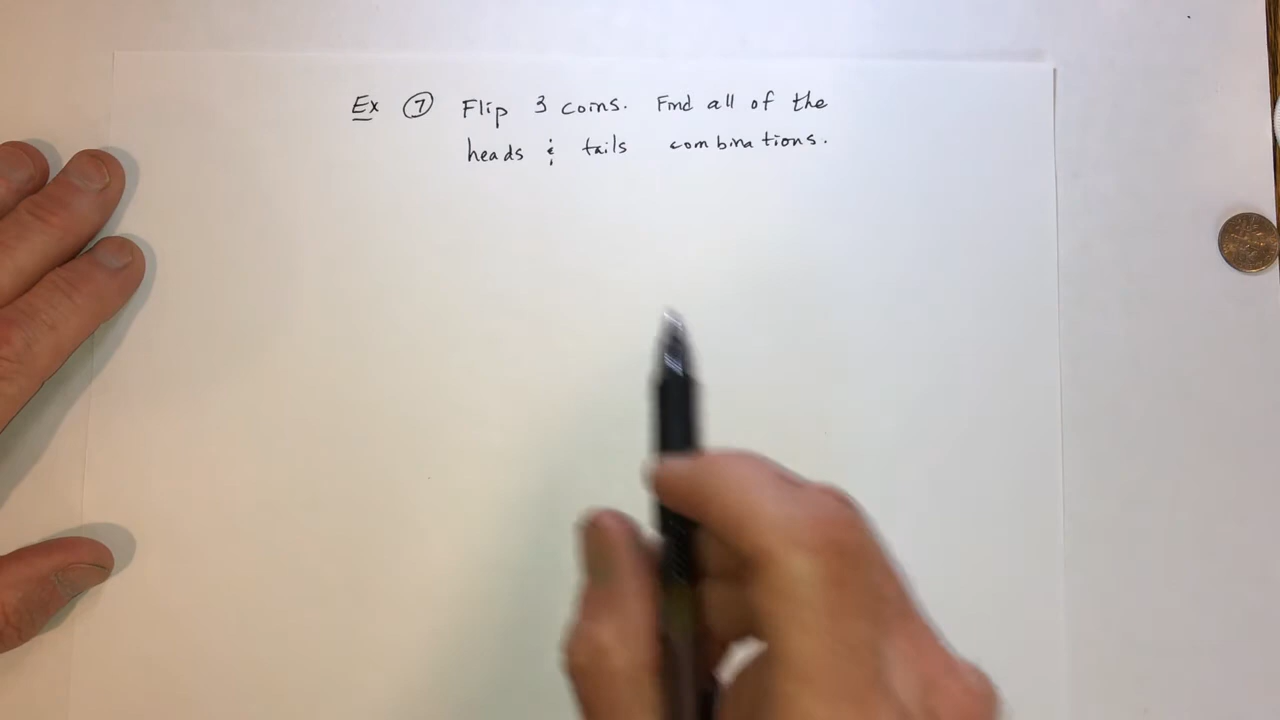 Ex ⑦ Flip 3 coins. Find all of the
heads & tails combinations.